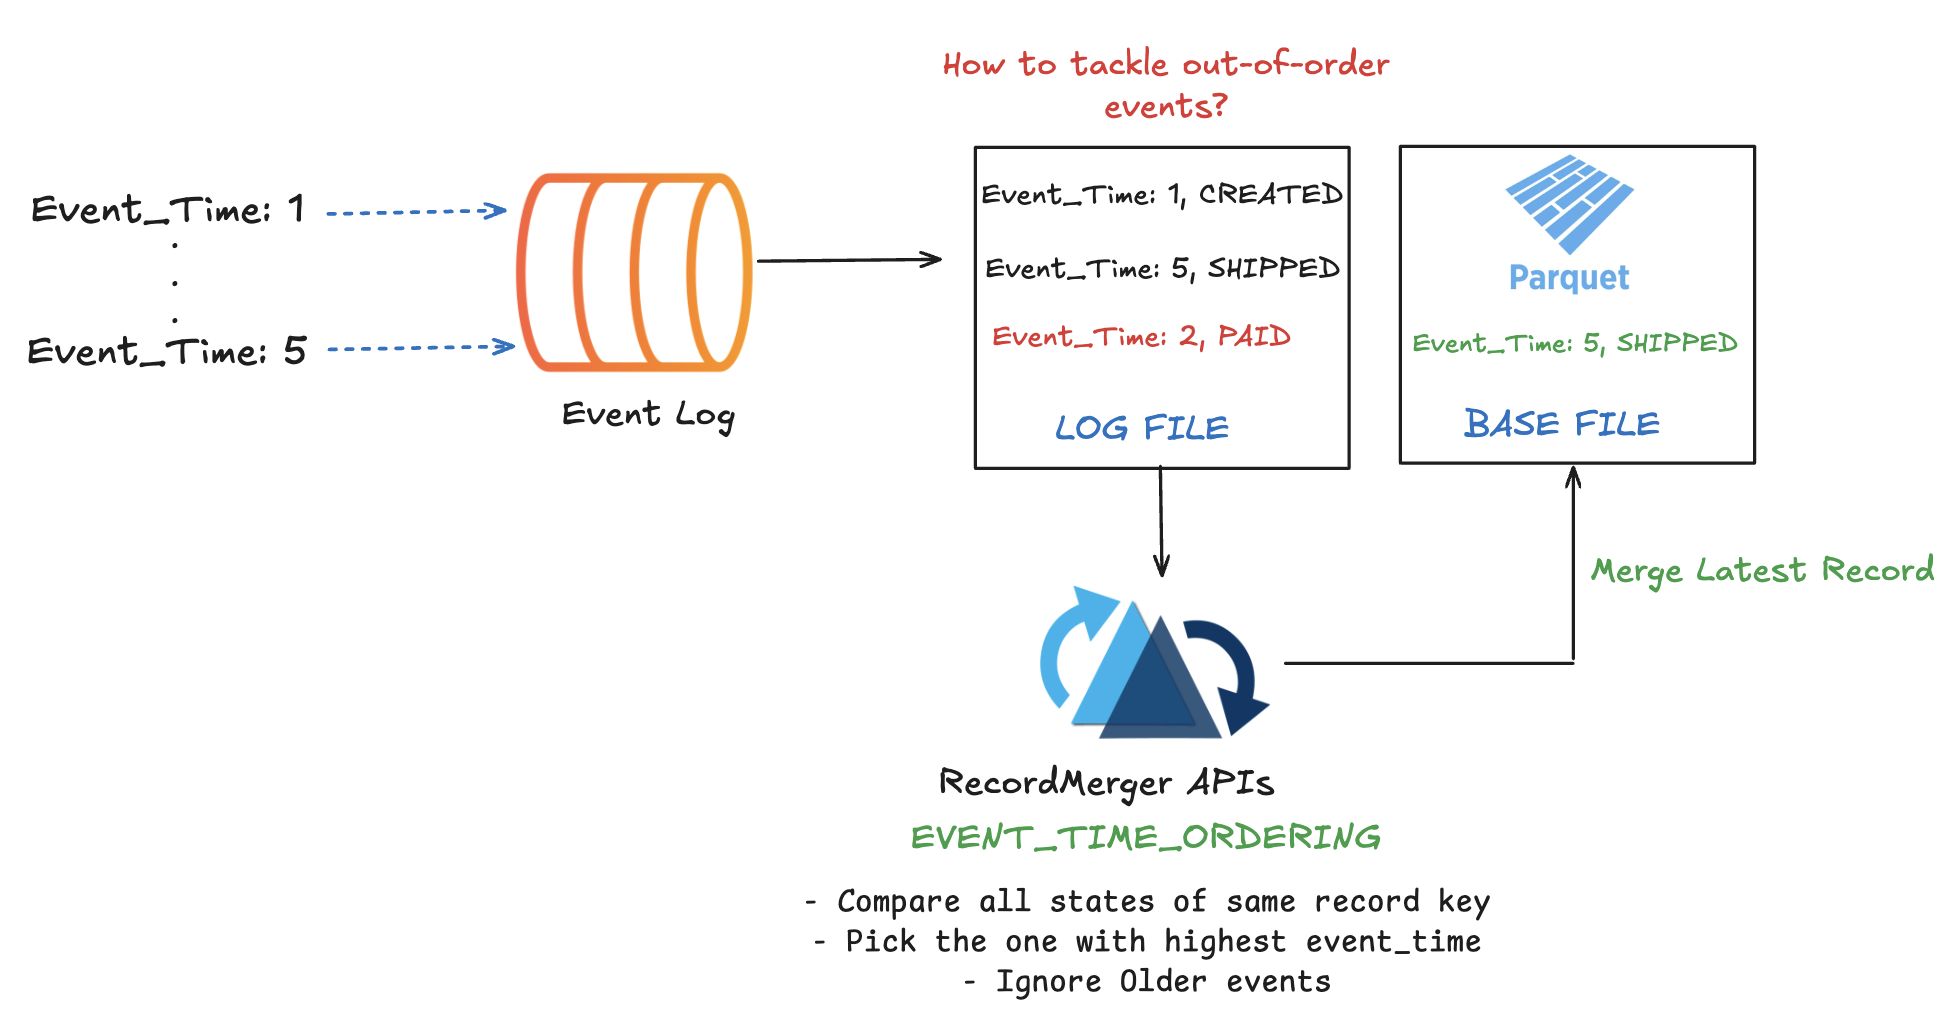 How to tackle out-of-order
events?
Event_Time: 1
.
.
.
Event_Time: 5
Event Log
Event_Time: 1, CREATED
Event_Time: 5, SHIPPED
Event_Time: 2, PAID
LOG FILE
Parquet
Event_Time: 5, SHIPPED
BASE FILE
Merge Latest Record
RecordMerger APIs
EVENT_TIME_ORDERING
- Compare all states of same record key
- Pick the one with highest event_time
- Ignore Older events